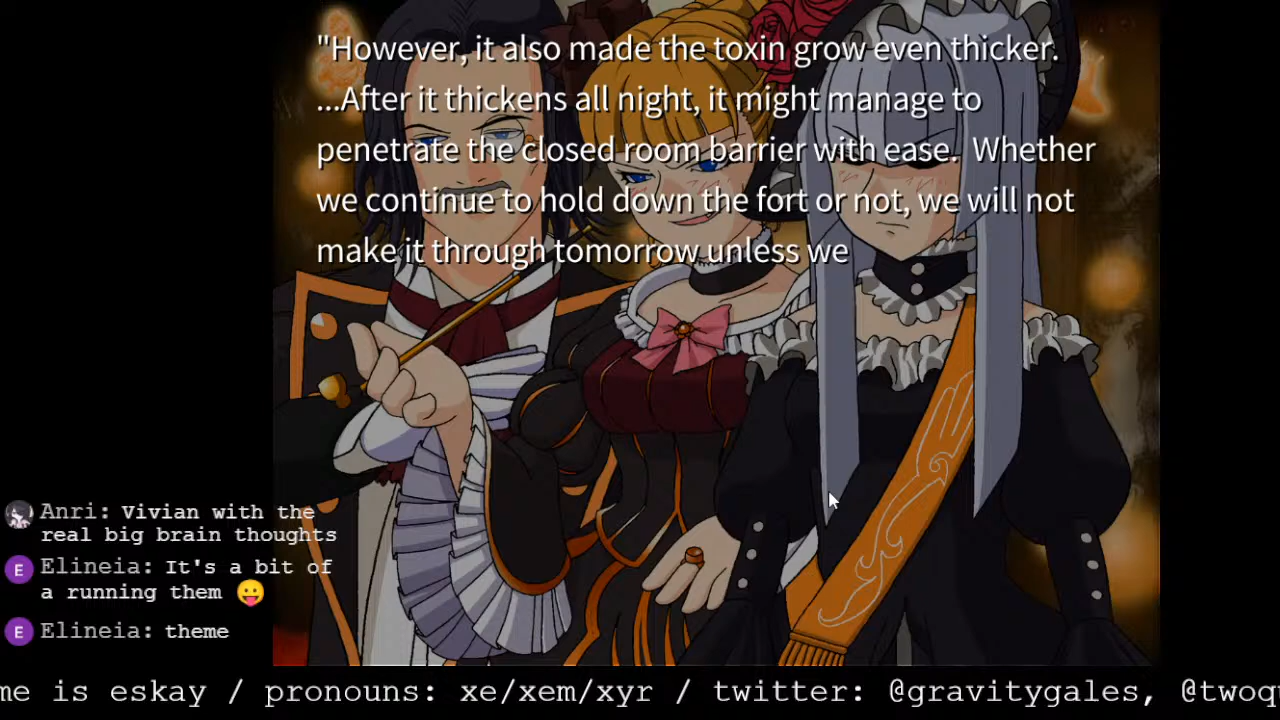 "However, it also made the toxin grow even thicker.
...After it thickens all night, it might manage to
penetrate the closed room barrier with ease.  Whether
we continue to hold down the fort or not, we will not
make it through tomorrow unless we
Anri: Vivian with the
real big brain thoughts
E Elineia: It's a bit of
a running them 😛
E Elineia: theme
me is eskay / pronouns: xe/xem/xyr / twitter: @gravitygales, @twoqu